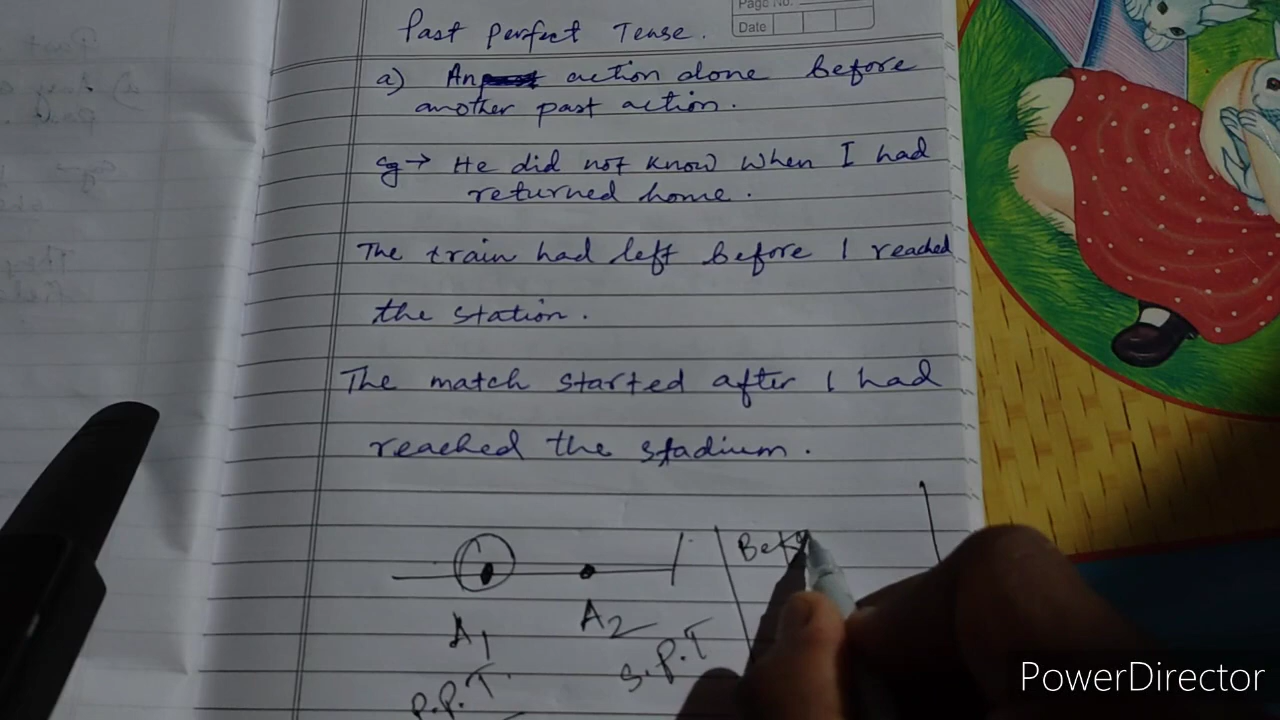 Page No.
Date
Past Perfect Tense.
a) An action done before
another past action.
eg → He did not know when I had
returned home.
The train had left before I reached
the station.
The match started after I had
reached the stadium.
A1
A2
P.P.T.
S.P.T
PowerDirector